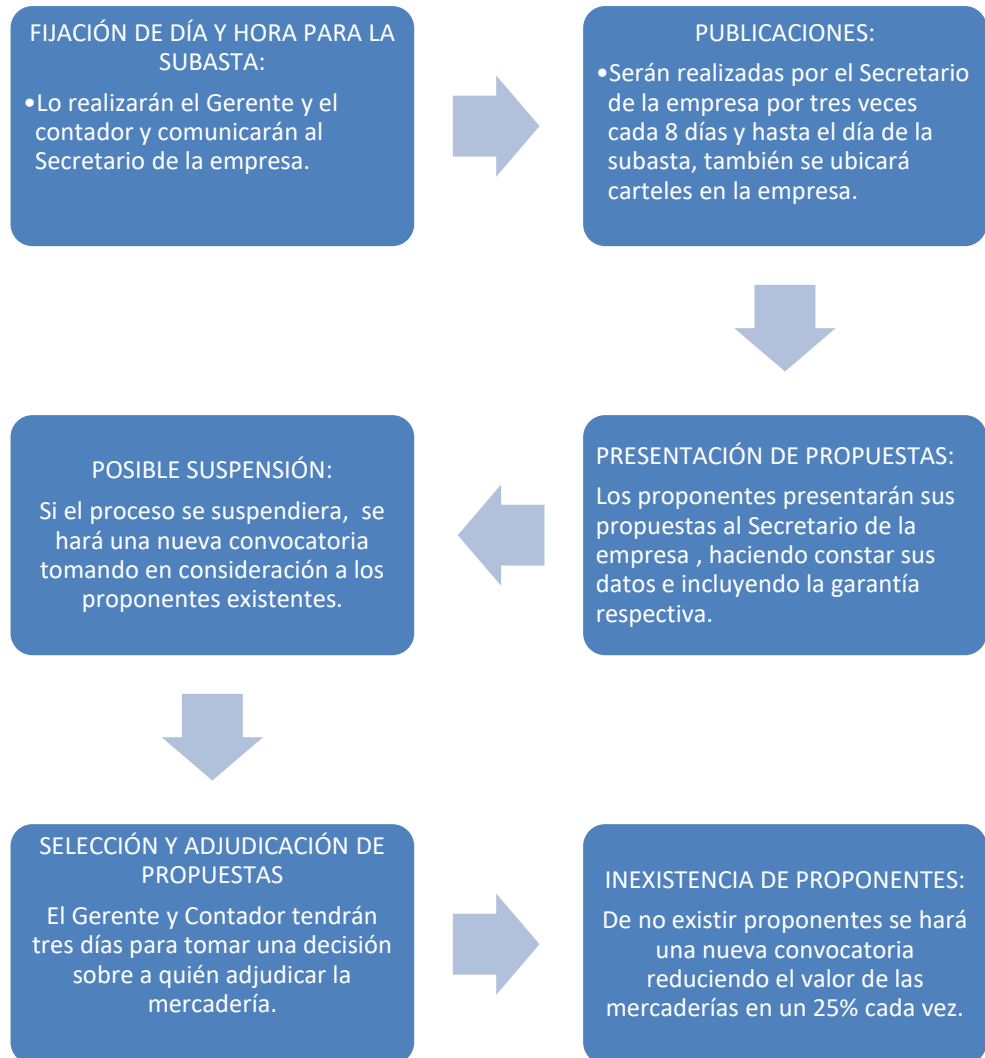 FIJACIÓN DE DÍA Y HORA PARA LA
SUBASTA:
•Lo realizarán el Gerente y el
contador y comunicarán al
Secretario de la empresa.
PUBLICACIONES:
•Serán realizadas por el Secretario
de la empresa por tres veces
cada 8 días y hasta el día de la
subasta, también se ubicará
carteles en la empresa.
PRESENTACIÓN DE PROPUESTAS:
Los proponentes presentarán sus
propuestas al Secretario de la
empresa , haciendo constar sus
datos e incluyendo la garantía
respectiva.
POSIBLE SUSPENSIÓN:
Si el proceso se suspendiera, se
hará una nueva convocatoria
tomando en consideración a los
proponentes existentes.
SELECCIÓN Y ADJUDICACIÓN DE
PROPUESTAS
El Gerente y Contador tendrán
tres días para tomar una decisión
sobre a quién adjudicar la
mercadería.
INEXISTENCIA DE PROPONENTES:
De no existir proponentes se hará
una nueva convocatoria
reduciendo el valor de las
mercaderías en un 25% cada vez.